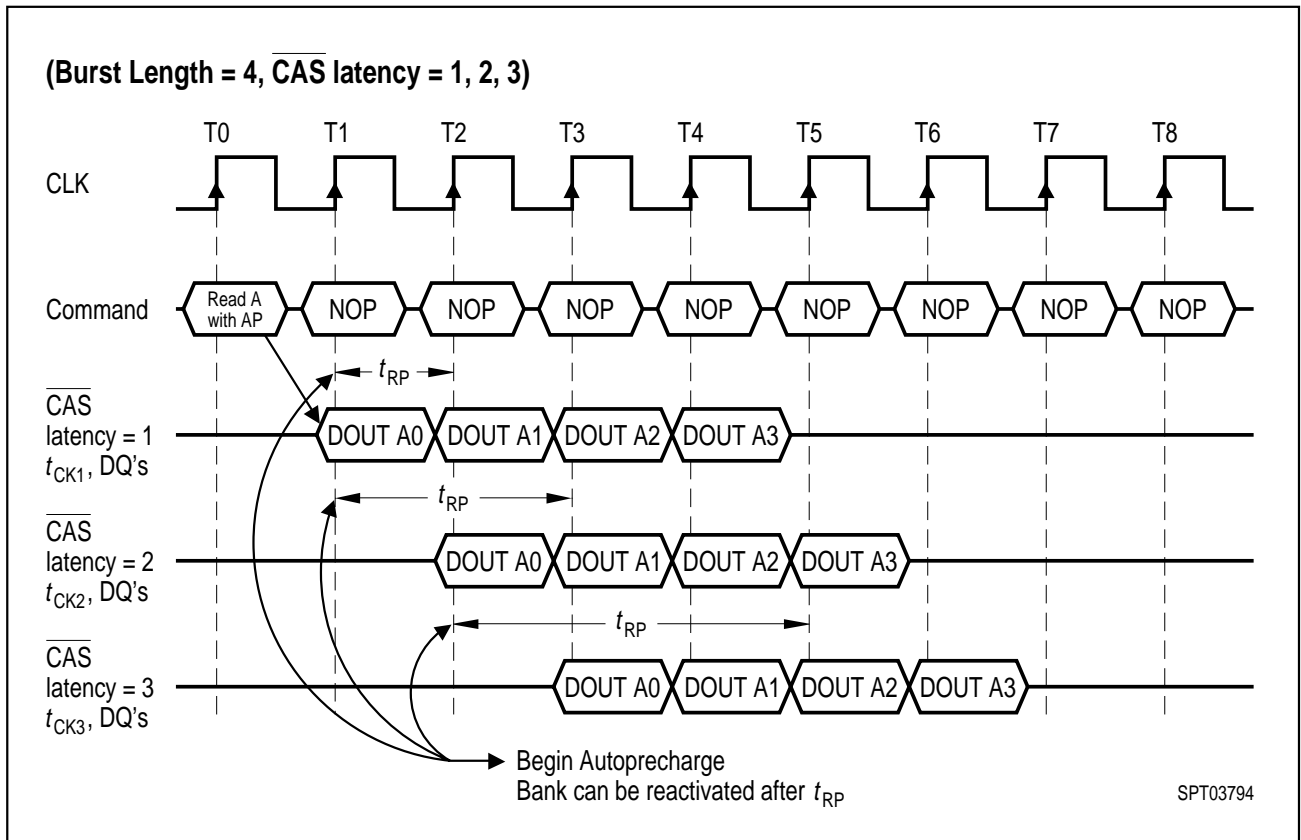 (Burst Length = 4, CAS latency = 1, 2, 3)
T0 T1 T2 T3 T4 T5 T6 T7 T8
CLK
Command
Read A
with AP
NOP NOP NOP NOP NOP NOP NOP NOP
tRP
CAS
latency = 1
tCK1, DQ's
DOUT A0 DOUT A1 DOUT A2 DOUT A3
tRP
CAS
latency = 2
tCK2, DQ's
DOUT A0 DOUT A1 DOUT A2 DOUT A3
tRP
CAS
latency = 3
tCK3, DQ's
DOUT A0 DOUT A1 DOUT A2 DOUT A3
Begin Autoprecharge
Bank can be reactivated after tRP
SPT03794